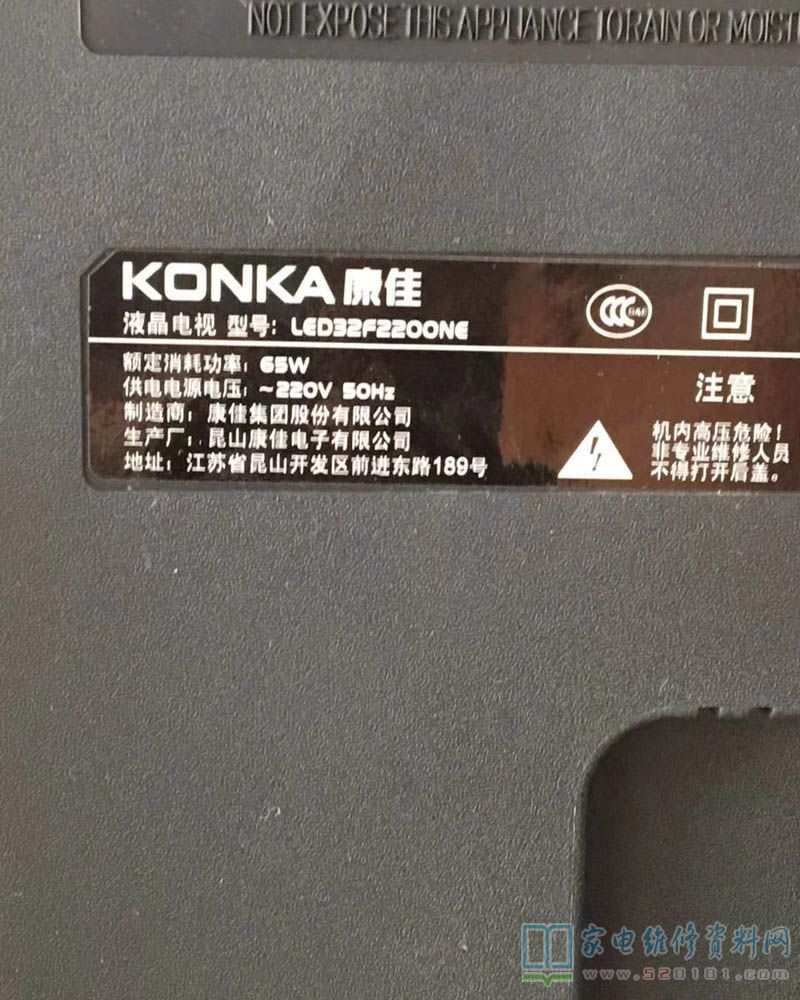 NOT EXPOSE THIS APPLIANCE TO RAIN OR MOIST
KONKA 康佳
液晶电视 型号: LED32F2200NE
额定消耗功率: 65W
供电电源电压: ~220V 50Hz
制造商: 康佳集团股份有限公司
生产厂: 昆山康佳电子有限公司
地址: 江苏省昆山开发区前进东路189号
CCC S&E
注意
机内高压危险!
非专业维修人员
不得打开后盖。
家电维修资料网
www.520101.com